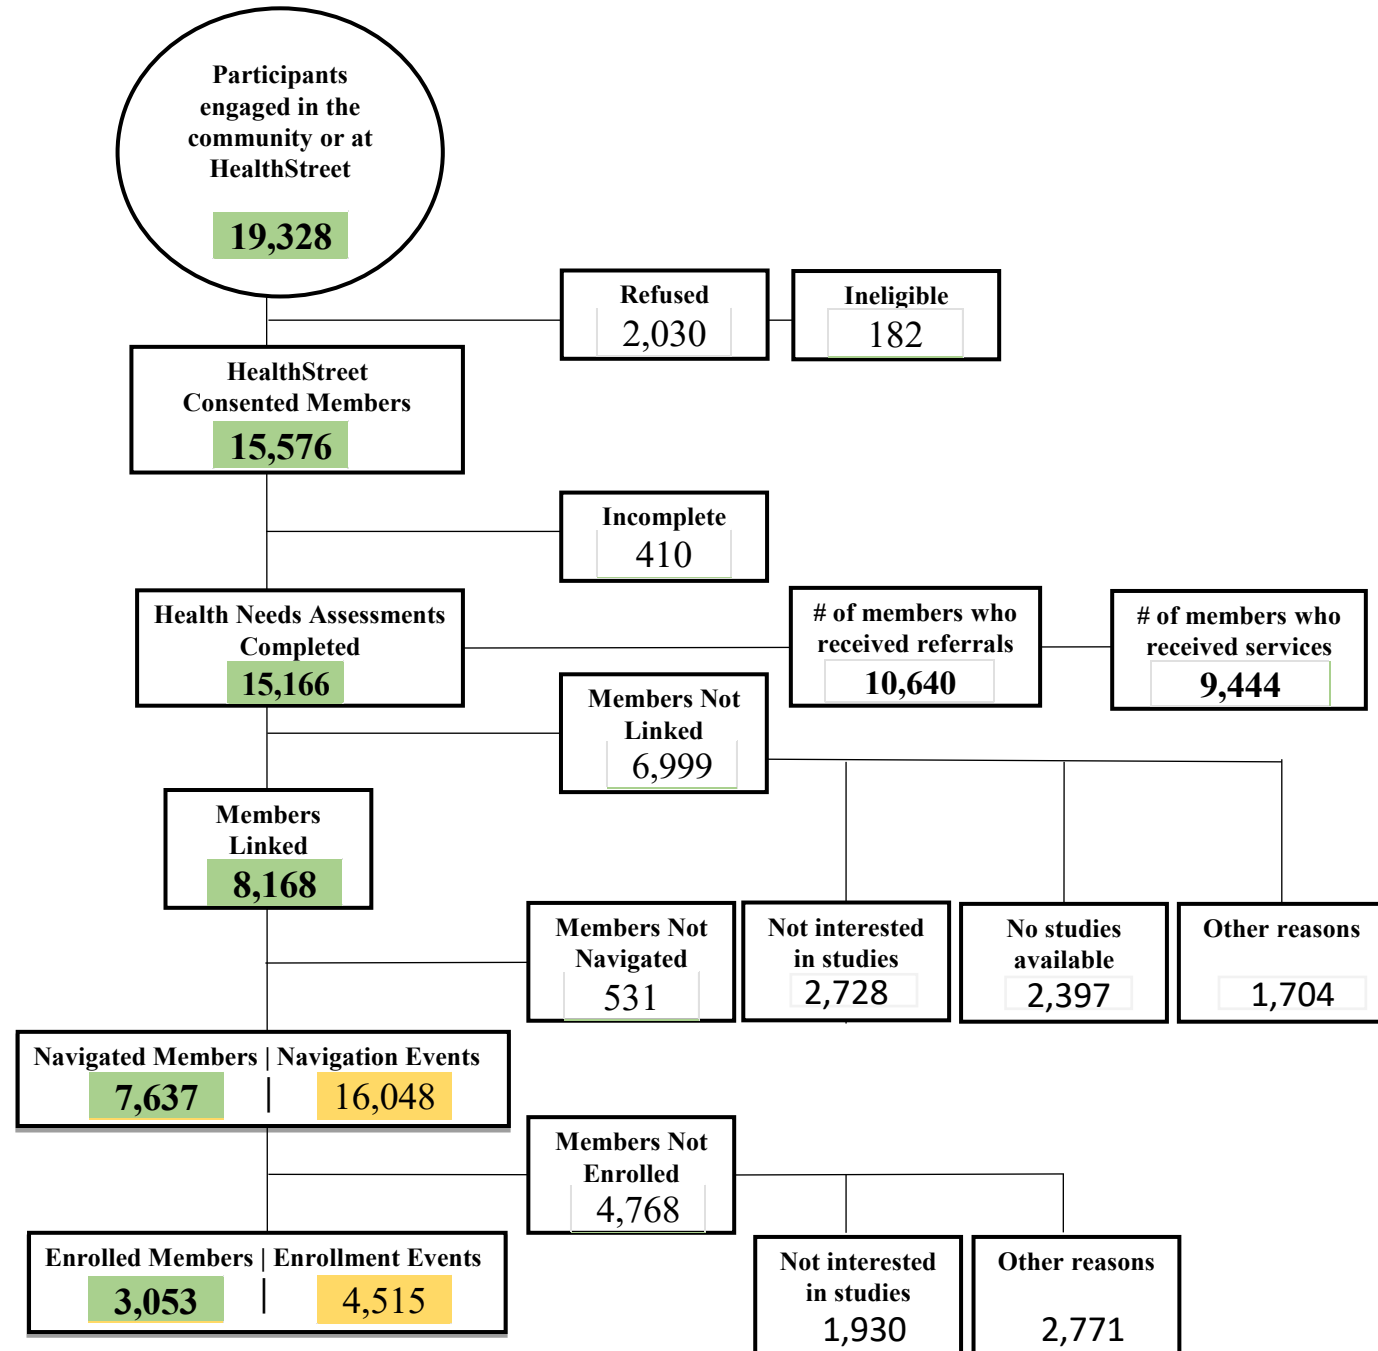 Participants
engaged in the
community or at
HealthStreet
19,328
Refused
2,030
Ineligible
182
HealthStreet
Consented Members
15,576
Incomplete
410
Health Needs Assessments
Completed
15,166
# of members who
received referrals
10,640
# of members who
received services
9,444
Members Not
Linked
6,999
Members
Linked
8,168
Members Not
Navigated
531
Not interested
in studies
2,728
No studies
available
2,397
Other reasons
1,704
Navigated Members | Navigation Events
7,637 | 16,048
Members Not
Enrolled
4,768
Enrolled Members | Enrollment Events
3,053 | 4,515
Not interested
in studies
1,930
Other reasons
2,771